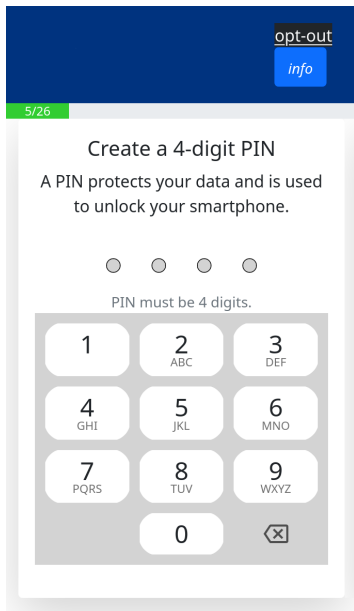 opt-out
info
5/26
Create a 4-digit PIN
A PIN protects your data and is used
to unlock your smartphone.
PIN must be 4 digits.
1 2 3
ABC DEF
4 5 6
GHI JKL MNO
7 8 9
PQRS TUV WXYZ
0